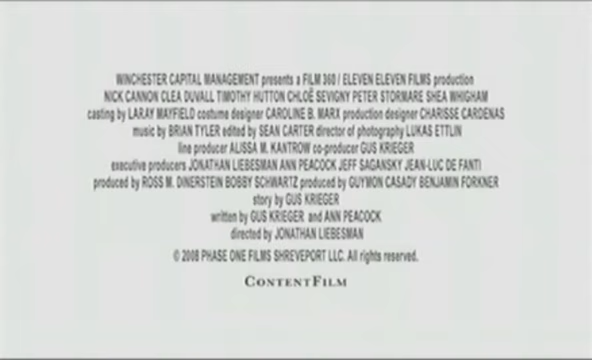 WINCHESTER CAPITAL MANAGEMENT presents a FILM 360 / ELEVEN ELEVEN FILMS production
NICK CANNON CLEA DUVALL TIMOTHY HUTTON CHLOË SEVIGNY PETER STORMARE SHEA WHIGHAM
casting by LARAY MAYFIELD costume designer CAROLINE B. MARX production designer CHARISSE CARDENAS
music by BRIAN TYLER edited by SEAN CARTER director of photography LUKAS ETTLIN
line producer ALISSA M. KANTROW co-producer GUS KRIEGER
executive producers JONATHAN LIEBESMAN ANN PEACOCK JEFF SAGANSKY JEAN-LUC DE FANTI
produced by ROSS M. DINERSTEIN BOBBY SCHWARTZ produced by GUYMON CASADY BENJAMIN FORKNER
story by GUS KRIEGER
written by GUS KRIEGER and ANN PEACOCK
directed by JONATHAN LIEBESMAN
© 2008 PHASE ONE FILMS SHREVEPORT LLC. All rights reserved.
CONTENTFILM